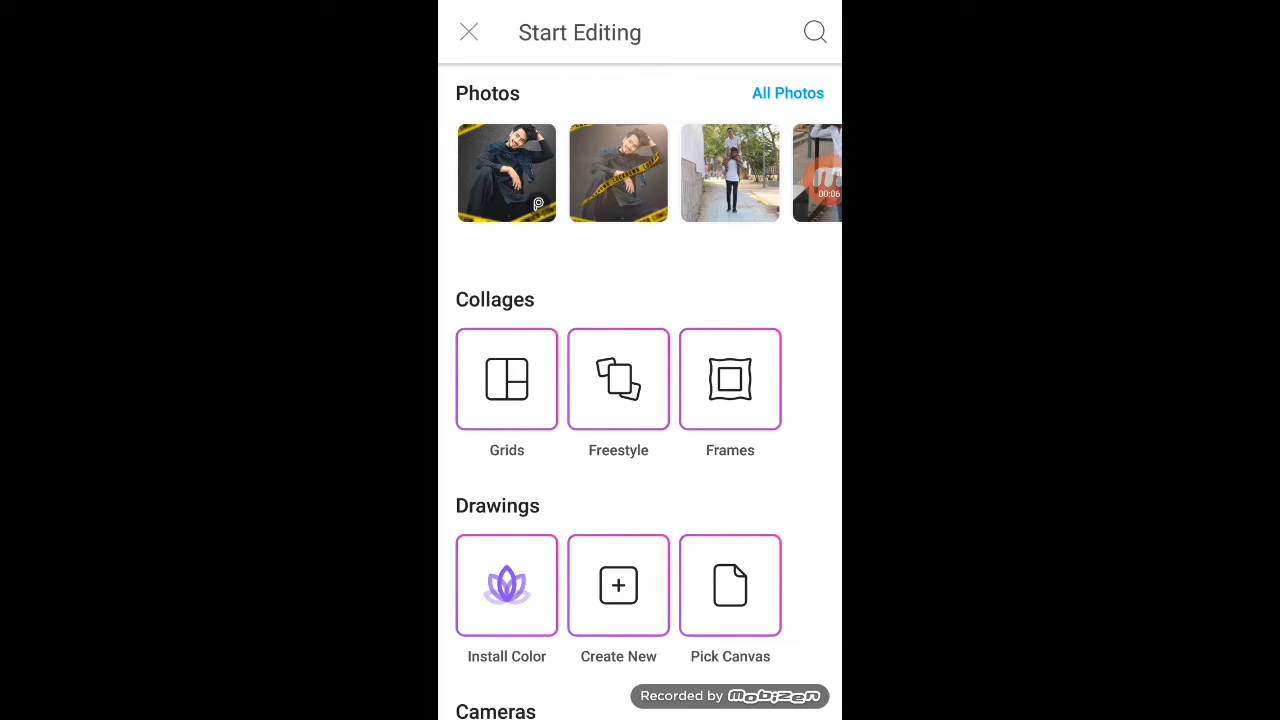 Start Editing
Photos
All Photos
00:06
Collages
Grids
Freestyle
Frames
Drawings
Install Color
Create New
Pick Canvas
Recorded by mobizen
Cameras